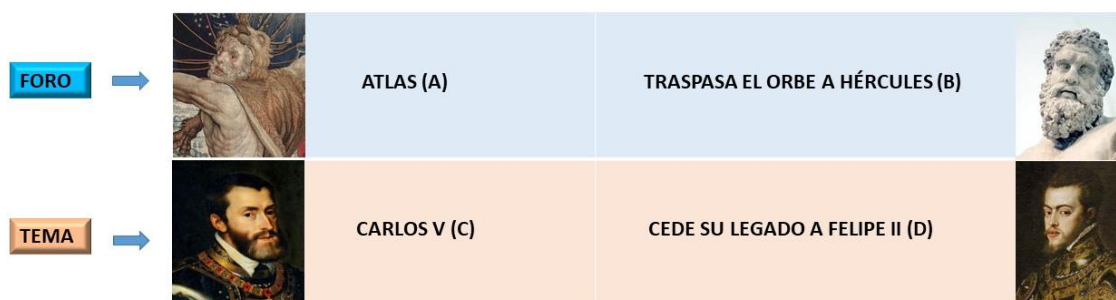 FORO
ATLAS (A)
TRASPASA EL ORBE A HÉRCULES (B)
TEMA
CARLOS V (C)
CEDE SU LEGADO A FELIPE II (D)